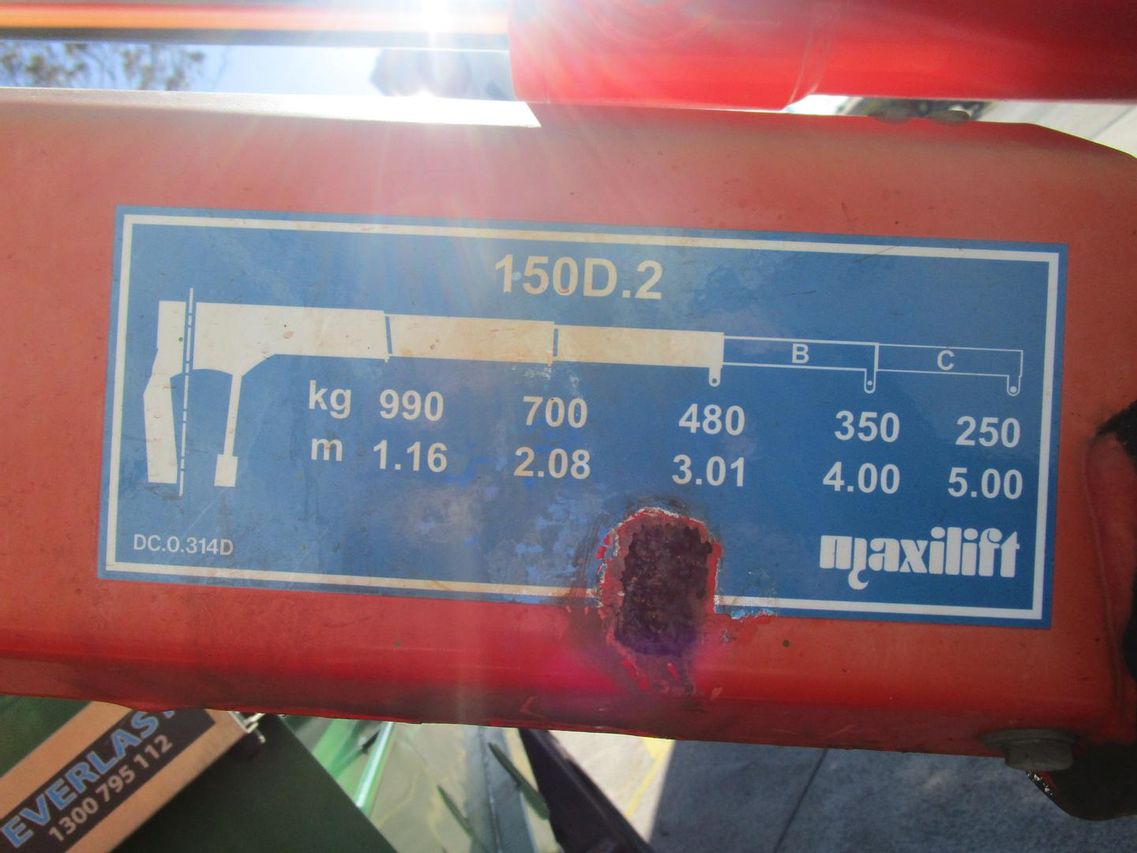 150D.2
B C
kg 990 700 480 350 250
m 1.16 2.08 3.01 4.00 5.00
DC.0.314D
maxilift
EVERLAST
1300 795 112